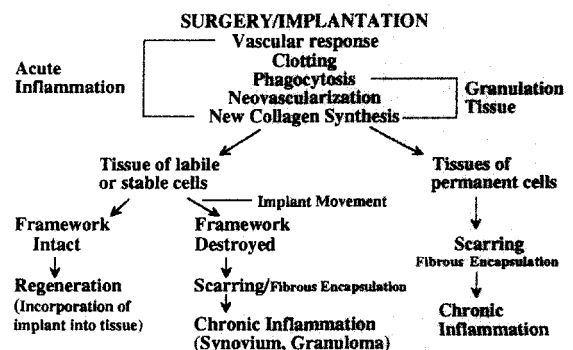 SURGERY/IMPLANTATION
Vascular response
Clotting
Phagocytosis
Neovascularization
New Collagen Synthesis
Acute
Inflammation
Granulation
Tissue
Tissue of labile
or stable cells
Tissues of
permanent cells
Implant Movement
Framework
Intact
Framework
Destroyed
Scarring
Fibrous Encapsulation
Regeneration
(Incorporation of
implant into tissue)
Scarring/Fibrous Encapsulation
Chronic Inflammation
(Synovium, Granuloma)
Chronic
Inflammation